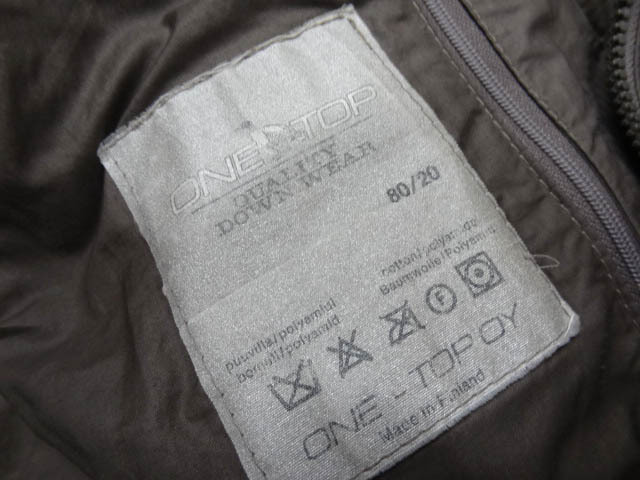 ONE TOP
QUALITY
DOWN WEAR
80/20
puuvilla/polyamidi
bomull/polyamid
cotton/polyamide
Baumwolle/Polyamid
F
ONE-TOP OY
Made in Finland